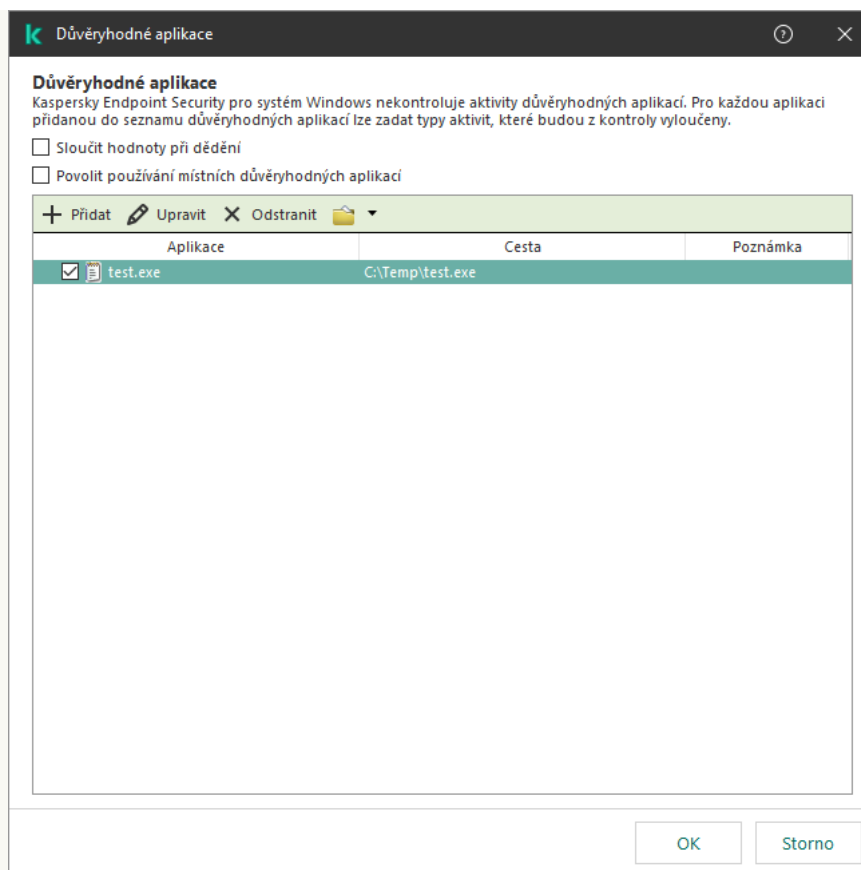 Důvěryhodné aplikace
Důvěryhodné aplikace
Kaspersky Endpoint Security pro systém Windows nekontroluje aktivity důvěryhodných aplikací. Pro každou aplikaci
přidanou do seznamu důvěryhodných aplikací lze zadat typy aktivit, které budou z kontroly vyloučeny.
Sloučit hodnoty při dědění
Povolit používání místních důvěryhodných aplikací
Přidat Upravit Odstranit
Aplikace Cesta Poznámka
test.exe C:\Temp\test.exe
OK Storno